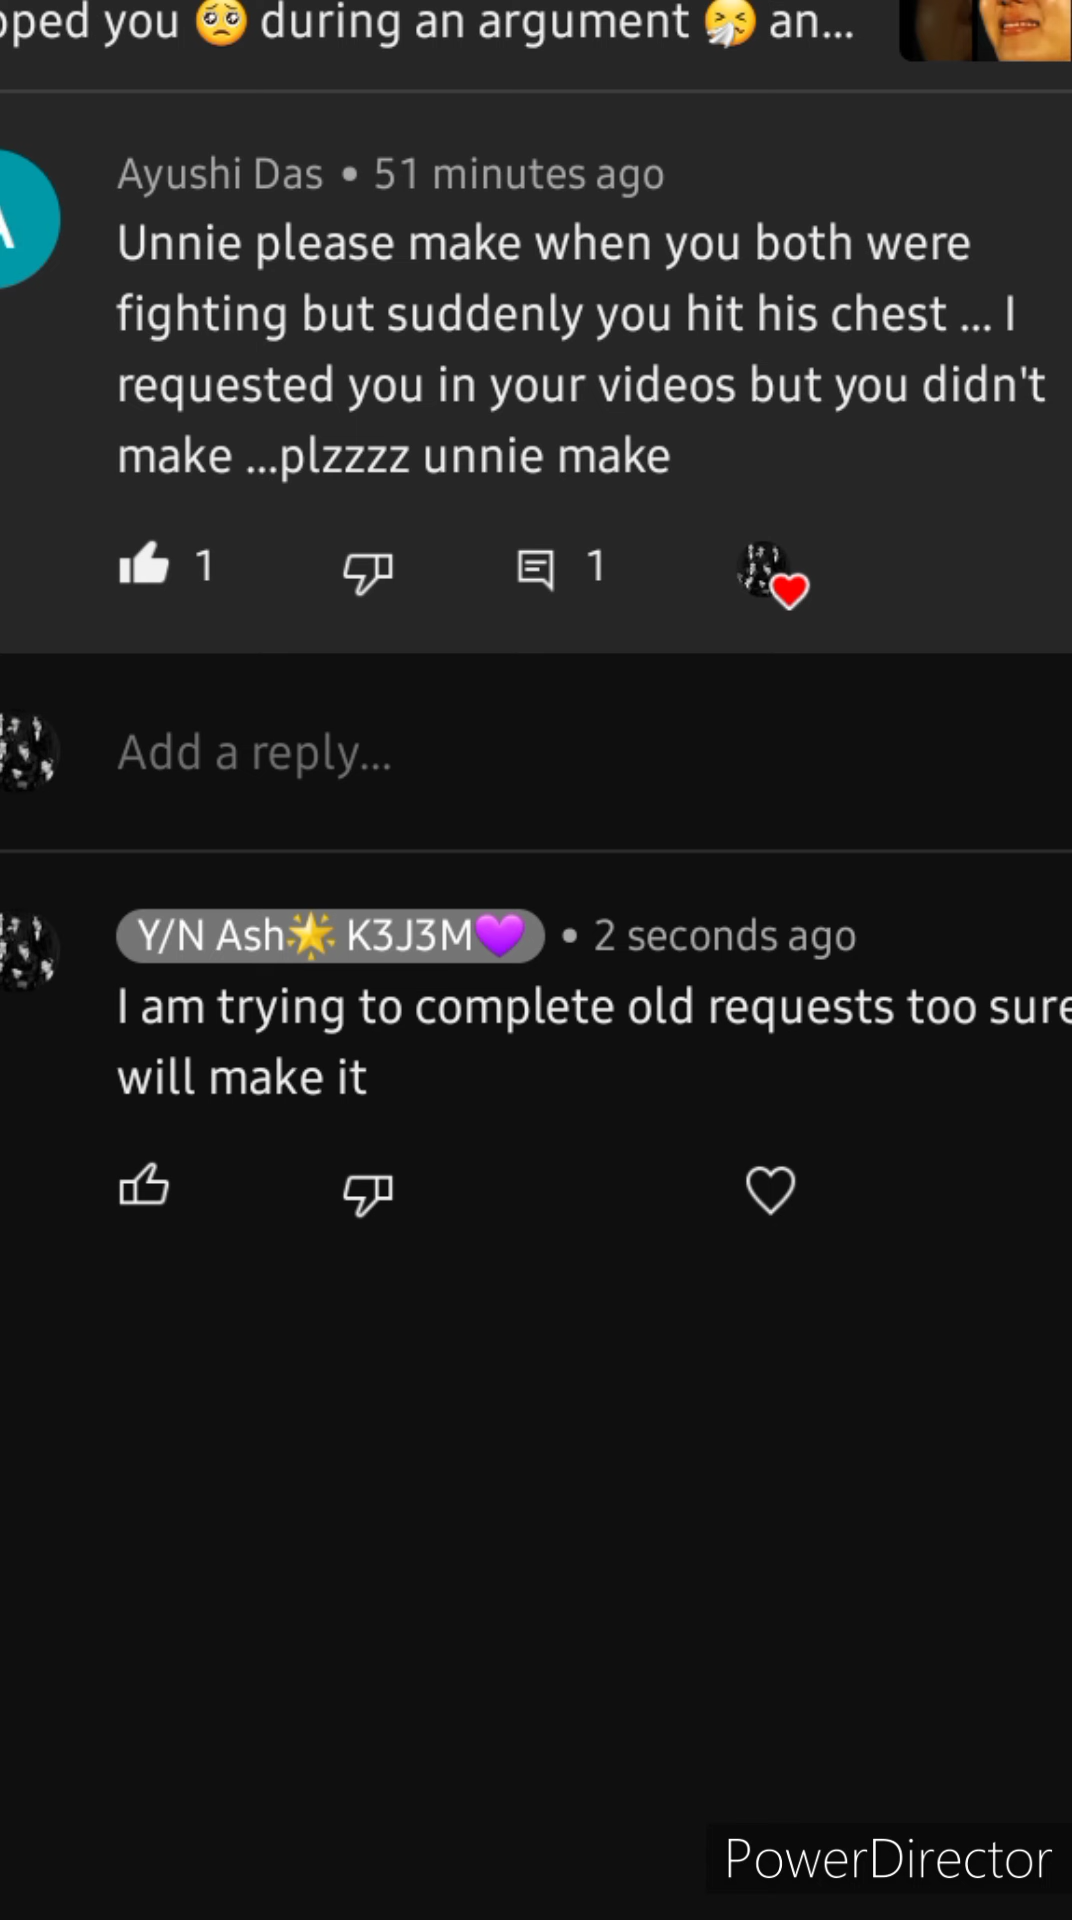 you 🥺 during an argument 🤧 an...
Ayushi Das • 51 minutes ago
Unnie please make when you both were
fighting but suddenly you hit his chest ... I
requested you in your videos but you didn't
make ...plzzzz unnie make
1 1
Add a reply...
Y/N Ash🌟 K3J3M💜 • 2 seconds ago
I am trying to complete old requests too sure
will make it
PowerDirector